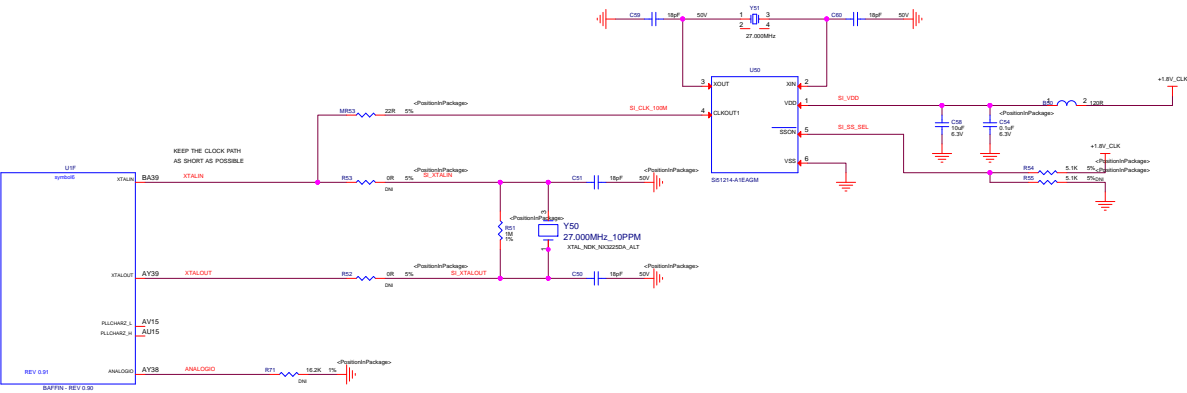 Y51
C59
18pF
50V
1
3
C60
18pF
50V
2
4
27.000MHz
U50
3
XOUT
XIN
2
+1.8V_CLK
<PositionInPackage>
SI_CLK_100M
VDD
1
SI_VDD
1
2
120R
MR53
22R
5%
4
CLKOUT1
<PositionInPackage>
C58
10uF
6.3V
C54
0.1uF
6.3V
SSON
5
SI_SS_SEL
KEEP THE CLOCK PATH
AS SHORT AS POSSIBLE
+1.8V_CLK
VSS
6
<PositionInPackage>
R54
5.1K
5%
<PositionInPackage>
R55
5.1K
5%
DNI
SI51214-A1EAGM
U1F
symbol6
XTALIN
BA39
XTALIN
R53
0R
5%
<PositionInPackage>
DNI
SI_XTALIN
C51
18pF
50V
<PositionInPackage>
3
<PositionInPackage>
R51
1M
1%
Y50
27.000MHz_10PPM
XTAL_NDK_NX3225DA_ALT
1
XTALOUT
AY39
XTALOUT
R52
0R
5%
<PositionInPackage>
DNI
SI_XTALOUT
C50
18pF
50V
<PositionInPackage>
PLLCHARZ_L
AV15
PLLCHARZ_H
AU15
REV 0.91
ANALOGIO
AY38
ANALOGIO
R71
16.2K
1%
<PositionInPackage>
DNI
BAFFIN - REV 0.90